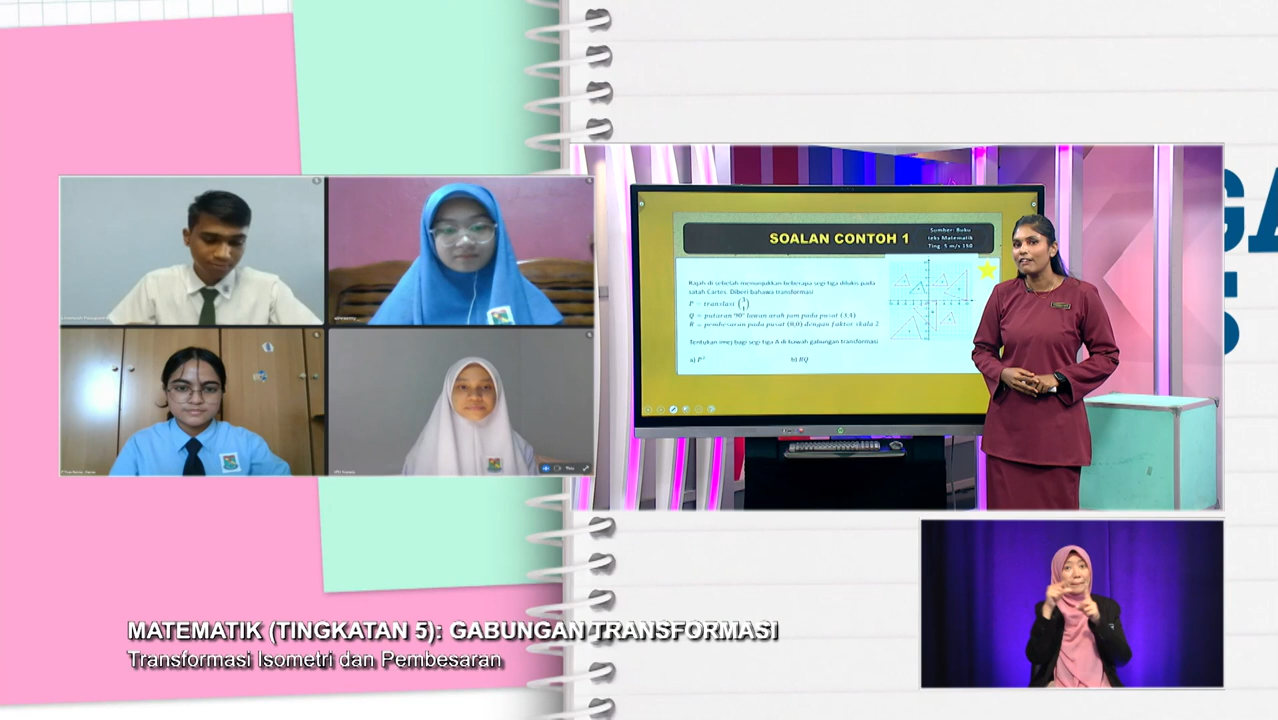 GA
5
SOALAN CONTOH 1
Sumber: Buku
teks Matematik
Ting. 5 m/s 150
Rajah di sebelah menunjukkan beberapa segi tiga dilukis pada
satah Cartes. Diberi bahawa transformasi
P = translasi
Q = putaran 90° lawan arah jam pada pusat (3,4)
R = pembesaran pada pusat (0,0) dengan faktor skala 2
Tentukan imej bagi segi tiga A di bawah gabungan transformasi
a) P²
b) RQ
MATEMATIK (TINGKATAN 5): GABUNGAN TRANSFORMASI
Transformasi Isometri dan Pembesaran